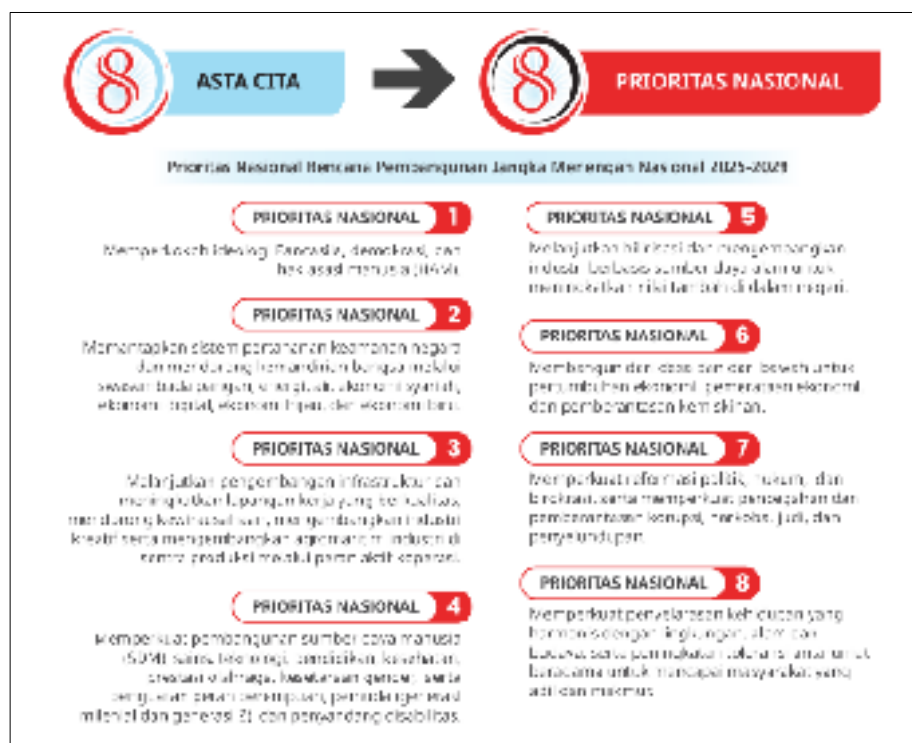 8 ASTA CITA
8 PRIORITAS NASIONAL
Prioritas Nasional Rencana Pembangunan Jangka Menengah Nasional 2025-2029
PRIORITAS NASIONAL 1
Memperkokoh ideologi Pancasila, demokrasi, dan
hak asasi manusia (HAM).
PRIORITAS NASIONAL 2
Memantapkan sistem pertahanan keamanan negara
dan mendorong kemandirian bangsa melalui
swasembada pangan, energi, air, ekonomi syariah,
ekonomi digital, ekonomi hijau, dan ekonomi biru.
PRIORITAS NASIONAL 3
Melanjutkan pengembangan infrastruktur dan
meningkatkan lapangan kerja yang berkualitas,
mendorong kewirausahaan, mengembangkan industri
kreatif serta mengembangkan agromaritim industri di
sentra produksi melalui peran aktif koperasi.
PRIORITAS NASIONAL 4
Memperkuat pembangunan sumber daya manusia
(SDM), sains, teknologi, pendidikan, kesehatan,
prestasi olahraga, kesetaraan gender, serta
penguatan peran perempuan, pemuda (generasi
milenial dan generasi Z), dan penyandang disabilitas.
PRIORITAS NASIONAL 5
Melanjutkan hilirisasi dan mengembangkan
industri berbasis sumber daya alam untuk
meningkatkan nilai tambah di dalam negeri.
PRIORITAS NASIONAL 6
Membangun dari desa dan dari bawah untuk
pertumbuhan ekonomi, pemerataan ekonomi,
dan pemberantasan kemiskinan.
PRIORITAS NASIONAL 7
Memperkuat reformasi politik, hukum, dan
birokrasi, serta memperkuat pencegahan dan
pemberantasan korupsi, narkoba, judi, dan
penyelundupan.
PRIORITAS NASIONAL 8
Memperkuat penyelarasan kehidupan yang
harmonis dengan lingkungan, alam dan
budaya, serta peningkatan toleransi antarumat
beragama untuk mencapai masyarakat yang
adil dan makmur.